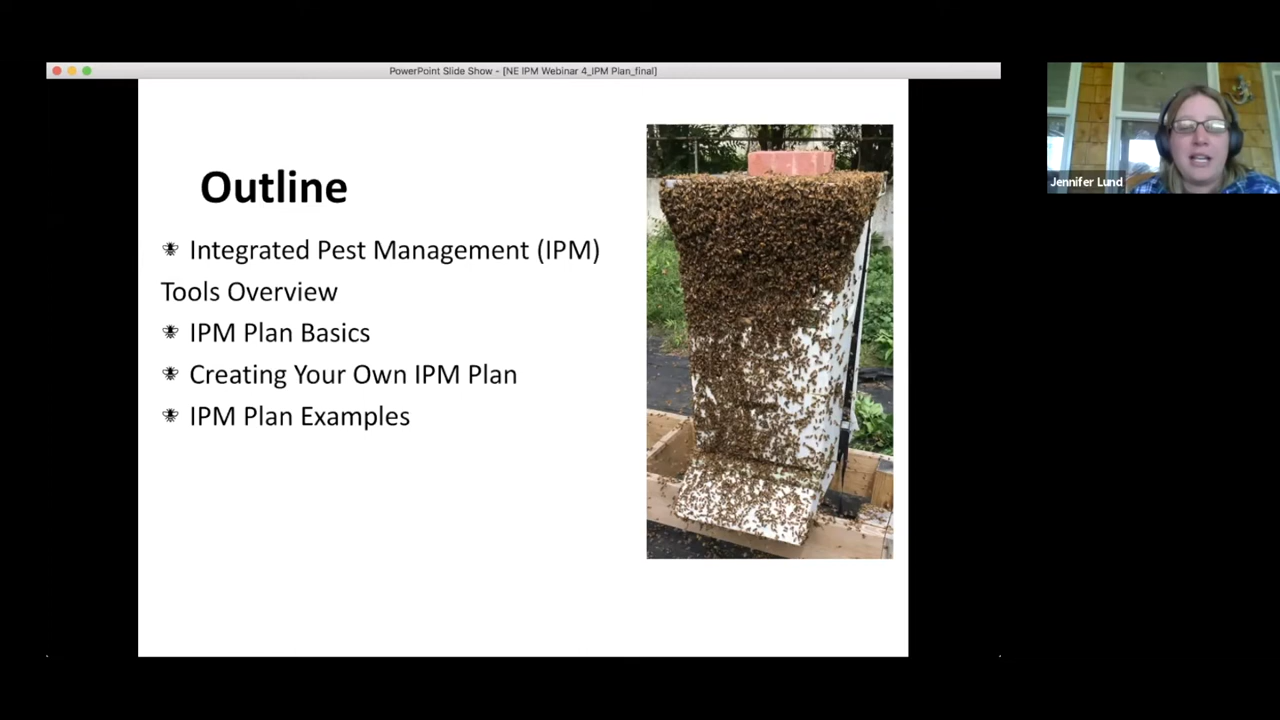 PowerPoint Slide Show - [NE IPM Webinar 4_IPM Plan_final]
Outline
Integrated Pest Management (IPM)
Tools Overview
IPM Plan Basics
Creating Your Own IPM Plan
IPM Plan Examples
Jennifer Lund